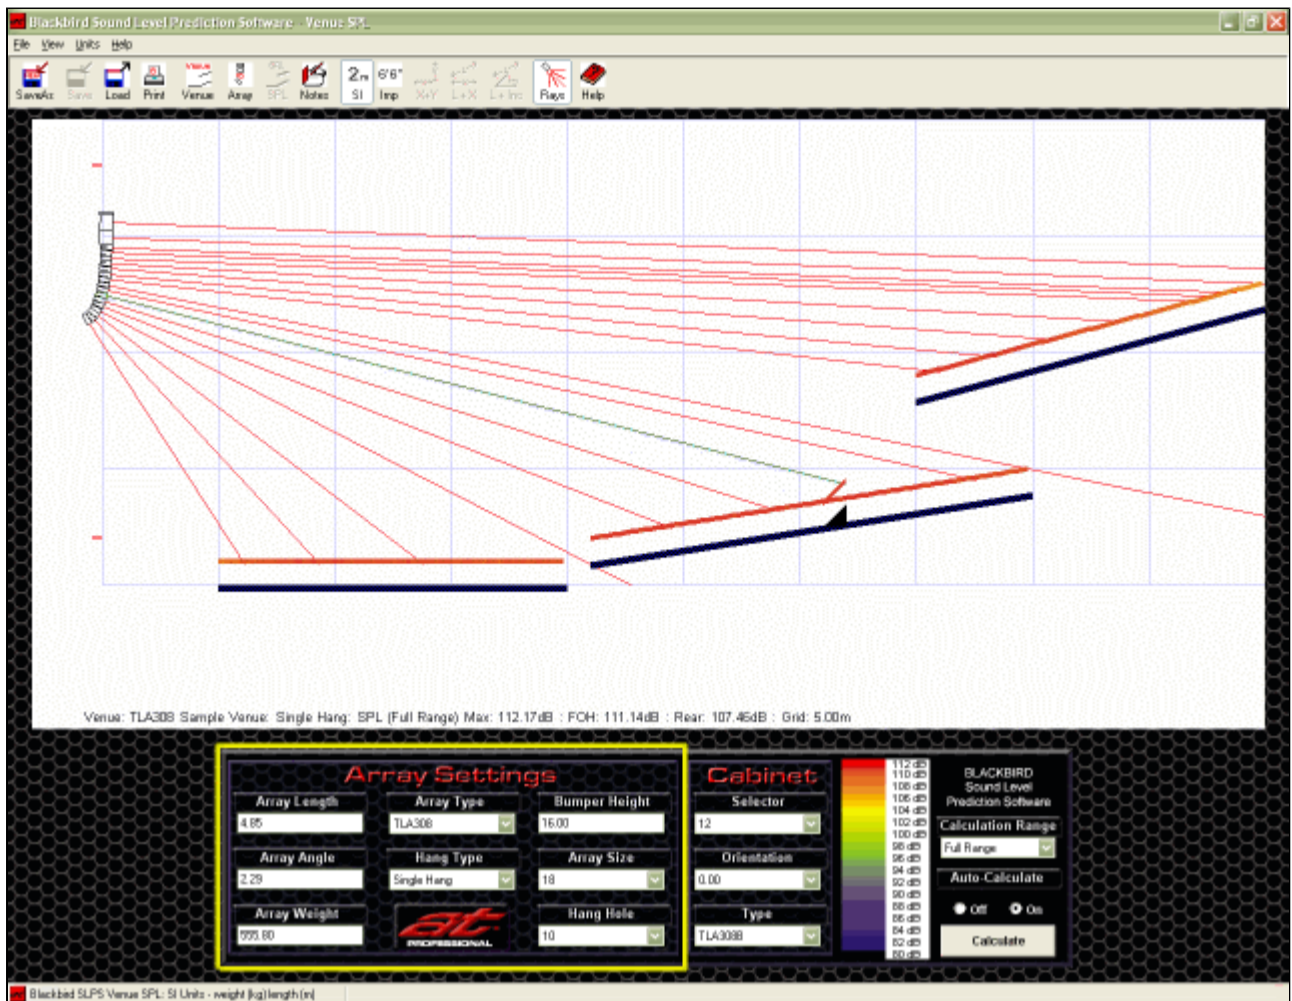 Blackbird Sound Level Prediction Software - Venue SPL
File View Units Help
SaveAs Save Load Print Venue Array SPL Notes SI Imp X+Y L+X L+Inc Rays Help
2m 6'6"
Venue: TLA308 Sample Venue: Single Hang: SPL (Full Range) Max: 112.17dB : FOH: 111.14dB : Rear: 107.46dB : Grid: 5.00m
Array Settings
Array Length Array Type Bumper Height
4.85 TLA308 16.00
Array Angle Hang Type Array Size
2.29 Single Hang 18
Array Weight Hang Hole
555.80 10
at
PROFESSIONAL
Cabinet
Selector
12
Orientation
0.00
Type
TLA308B
112 dB
110 dB
108 dB
106 dB
104 dB
102 dB
100 dB
98 dB
96 dB
94 dB
92 dB
90 dB
88 dB
86 dB
84 dB
82 dB
80 dB
BLACKBIRD
Sound Level
Prediction Software
Calculation Range
Full Range
Auto-Calculate
Off On
Calculate
Blackbird SLPS Venue SPL: SI Units - weight (kg) length (m)